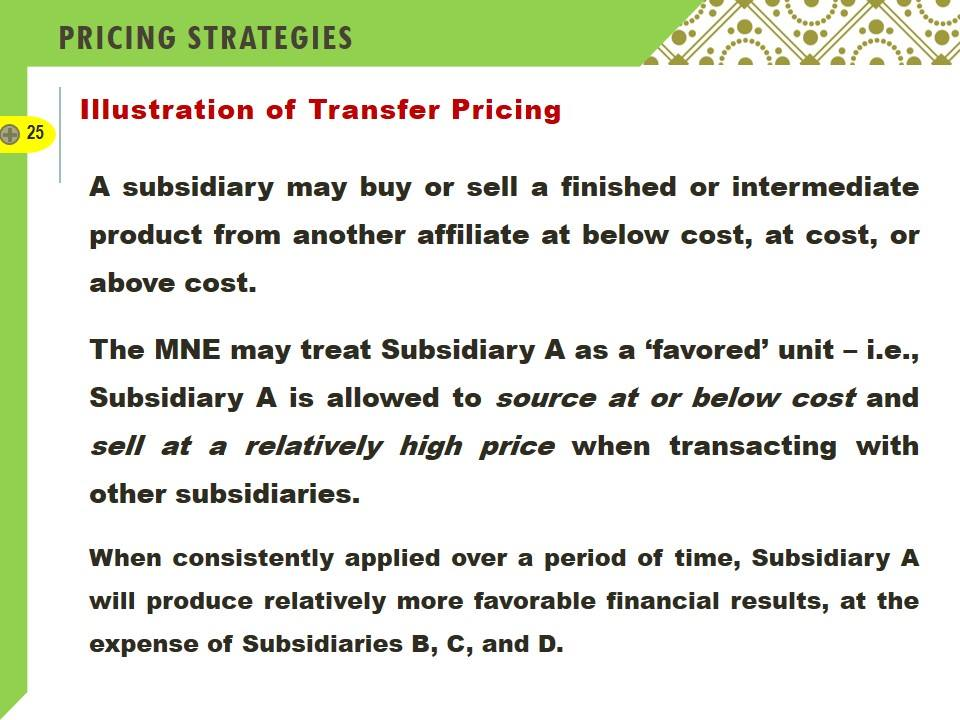 PRICING STRATEGIES
Illustration of Transfer Pricing
25
A subsidiary may buy or sell a finished or intermediate
product from another affiliate at below cost, at cost, or
above cost.
The MNE may treat Subsidiary A as a ‘favored’ unit – i.e.,
Subsidiary A is allowed to source at or below cost and
sell at a relatively high price when transacting with
other subsidiaries.
When consistently applied over a period of time, Subsidiary A
will produce relatively more favorable financial results, at the
expense of Subsidiaries B, C, and D.